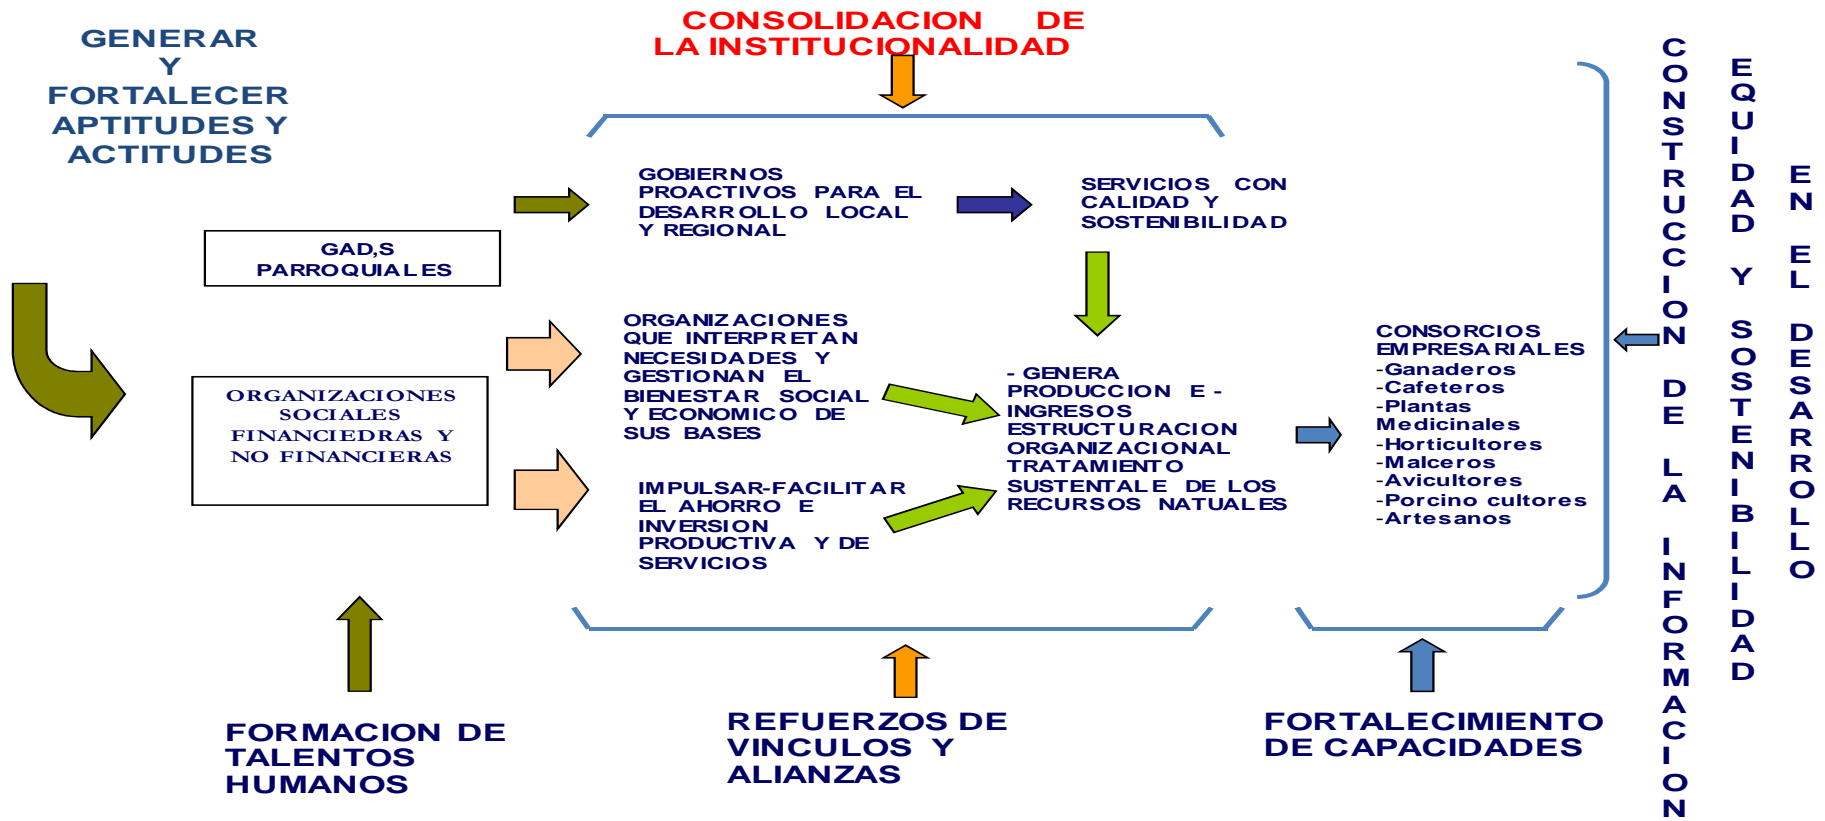 GENERAR
Y
FORTALECER
APTITUDES Y
ACTITUDES
CONSOLIDACION DE
LA INSTITUCIONALIDAD
GAD,S
PARROQUIALES
ORGANIZACIONES
SOCIALES
FINANCIEDRAS Y
NO FINANCIERAS
GOBIERNOS
PROACTIVOS PARA EL
DESARROLLO LOCAL
Y REGIONAL
SERVICIOS CON
CALIDAD Y
SOSTENIBILIDAD
ORGANIZACIONES
QUE INTERPRETAN
NECESIDADES Y
GESTIONAN EL
BIENESTAR SOCIAL
Y ECONOMICO DE
SUS BASES
IMPULSAR-FACILITAR
EL AHORRO E
INVERSION
PRODUCTIVA Y DE
SERVICIOS
- GENERA
PRODUCCION E -
INGRESOS
ESTRUCTURACION
ORGANIZACIONAL
TRATAMIENTO
SUSTENTALE DE LOS
RECURSOS NATUALES
CONSORCIOS
EMPRESARIALES
-Ganaderos
-Cafeteros
-Plantas
Medicinales
-Horticultores
-Malceros
-Avicultores
-Porcino cultores
-Artesanos
FORMACION DE
TALENTOS
HUMANOS
REFUERZOS DE
VINCULOS Y
ALIANZAS
FORTALECIMIENTO
DE CAPACIDADES
CONSTRUCCION DE LA INFORMACION
EQUIDAD Y SOSTENIBILIDAD
EN EL DESARROLLO